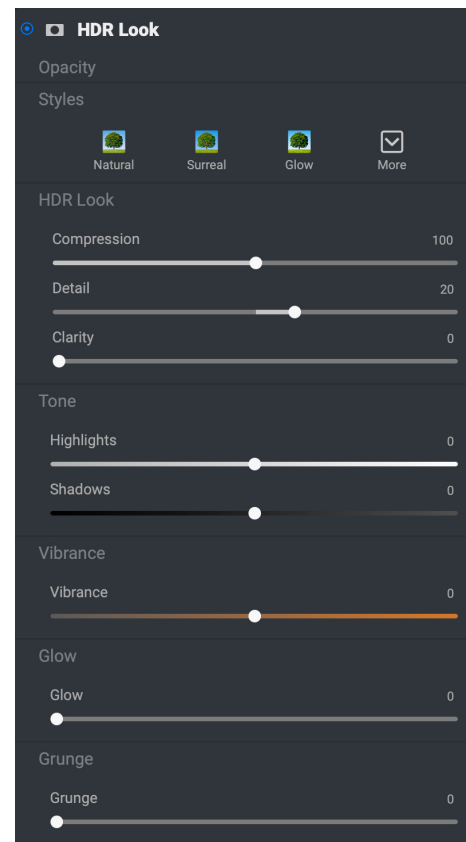 HDR Look
Opacity
Styles
Natural Surreal Glow More
HDR Look
Compression 100
Detail 20
Clarity 0
Tone
Highlights 0
Shadows 0
Vibrance
Vibrance 0
Glow
Glow 0
Grunge
Grunge 0